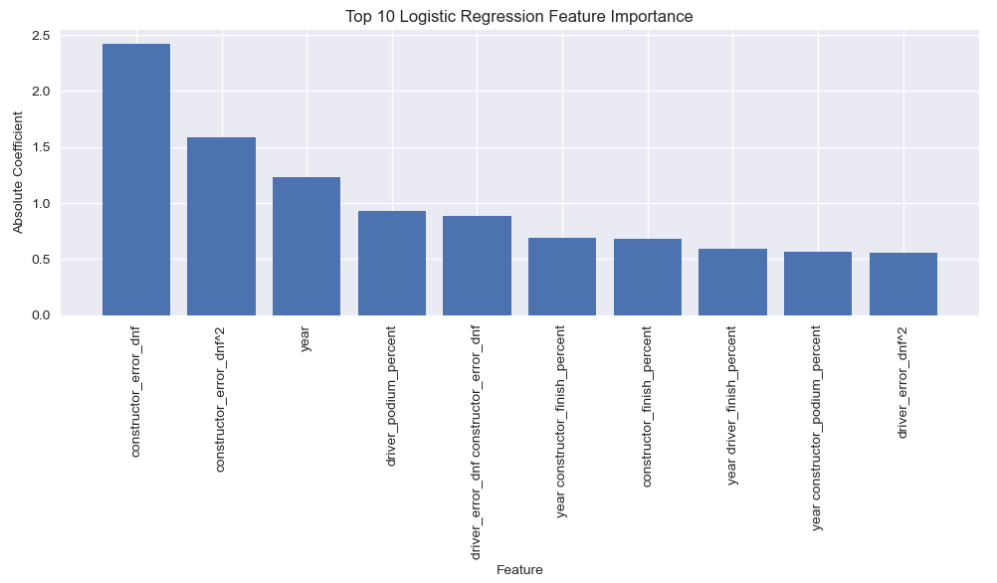 Top 10 Logistic Regression Feature Importance
Absolute Coefficient
2.5
2.0
1.5
1.0
0.5
0.0
constructor_error_dnf
constructor_error_dnf^2
year
driver_podium_percent
driver_error_dnf constructor_error_dnf
year constructor_finish_percent
constructor_finish_percent
year driver_finish_percent
year constructor_podium_percent
driver_error_dnf^2
Feature